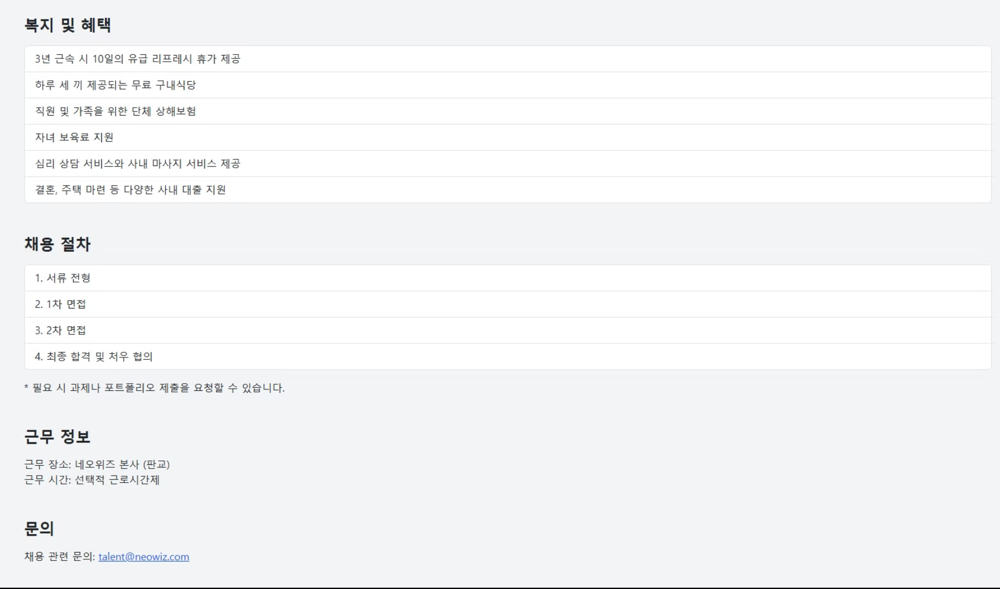 복지 및 혜택
3년 근속 시 10일의 유급 리프레시 휴가 제공
하루 세 끼 제공되는 무료 구내식당
직원 및 가족을 위한 단체 상해보험
자녀 보육료 지원
심리 상담 서비스와 사내 마사지 서비스 제공
결혼, 주택 마련 등 다양한 사내 대출 지원
채용 절차
1. 서류 전형
2. 1차 면접
3. 2차 면접
4. 최종 합격 및 처우 협의
* 필요 시 과제나 포트폴리오 제출을 요청할 수 있습니다.
근무 정보
근무 장소: 네오위즈 본사 (판교)
근무 시간: 선택적 근로시간제
문의
채용 관련 문의: talent@neowiz.com